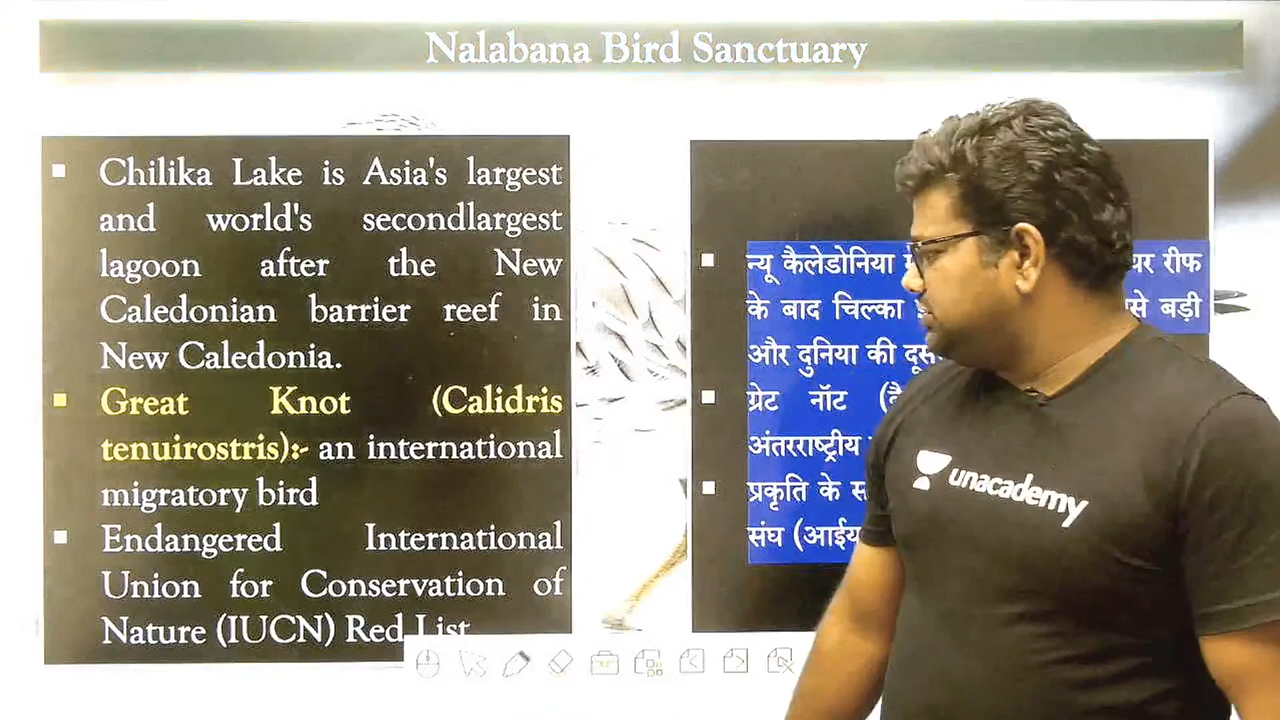 Nalabana Bird Sanctuary
Chilika Lake is Asia's largest
and world's secondlargest
lagoon after the New
Caledonian barrier reef in
New Caledonia.
Great Knot (Calidris
tenuirostris):- an international
migratory bird
Endangered International
Union for Conservation of
Nature (IUCN) Red List
न्यू कैलेडोनिया रीफ
के बाद चिल्का बड़ी
और दुनिया की
ग्रेट नॉट
अंतरराष्ट्रीय
प्रकृति के
संघ
unacademy